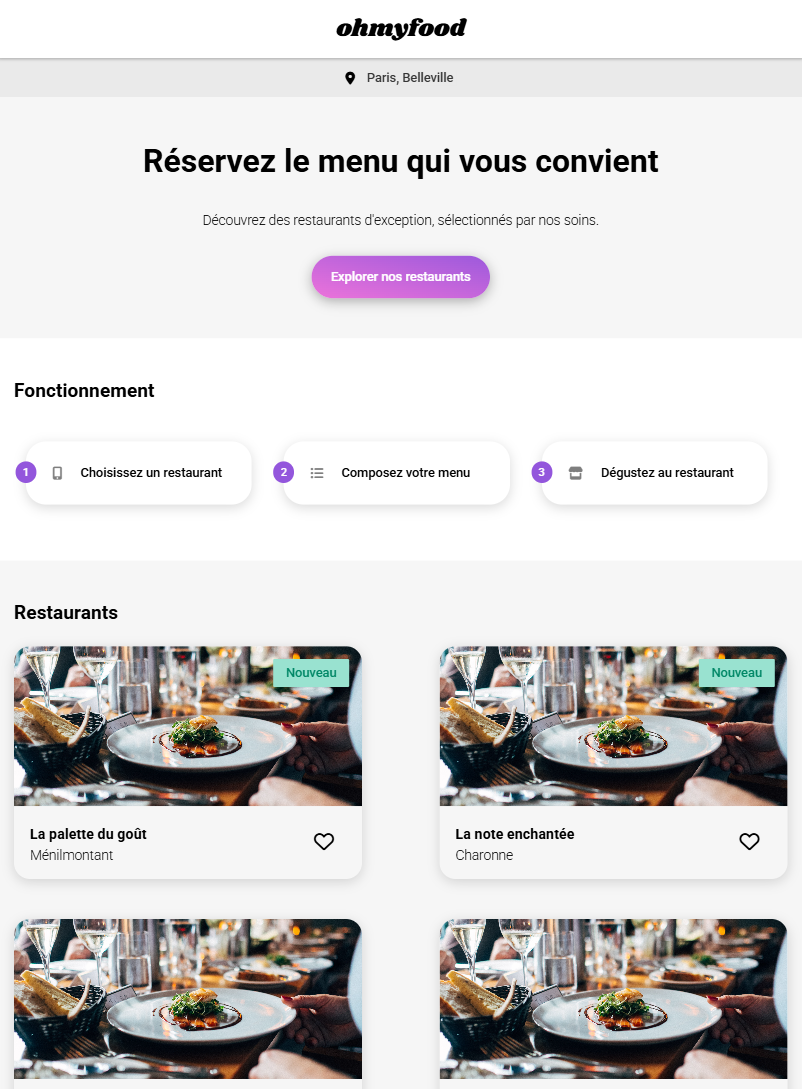 ohmyfood
Paris, Belleville
Réservez le menu qui vous convient
Découvrez des restaurants d'exception, sélectionnés par nos soins.
Explorer nos restaurants
Fonctionnement
1 Choisissez un restaurant
2 Composez votre menu
3 Dégustez au restaurant
Restaurants
Nouveau
Nouveau
La palette du goût
Ménilmontant
La note enchantée
Charonne